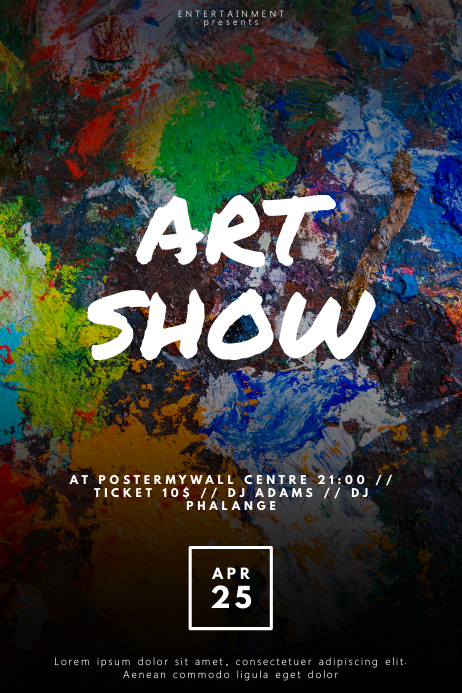 ENTERTAINMENT
presents
ART
SHOW
AT POSTERMYWALL CENTRE 21:00 //
TICKET 10$ // DJ ADAMS // DJ
PHALANGE
APR
25
Lorem ipsum dolor sit amet, consectetuer adipiscing elit.
Aenean commodo ligula eget dolor